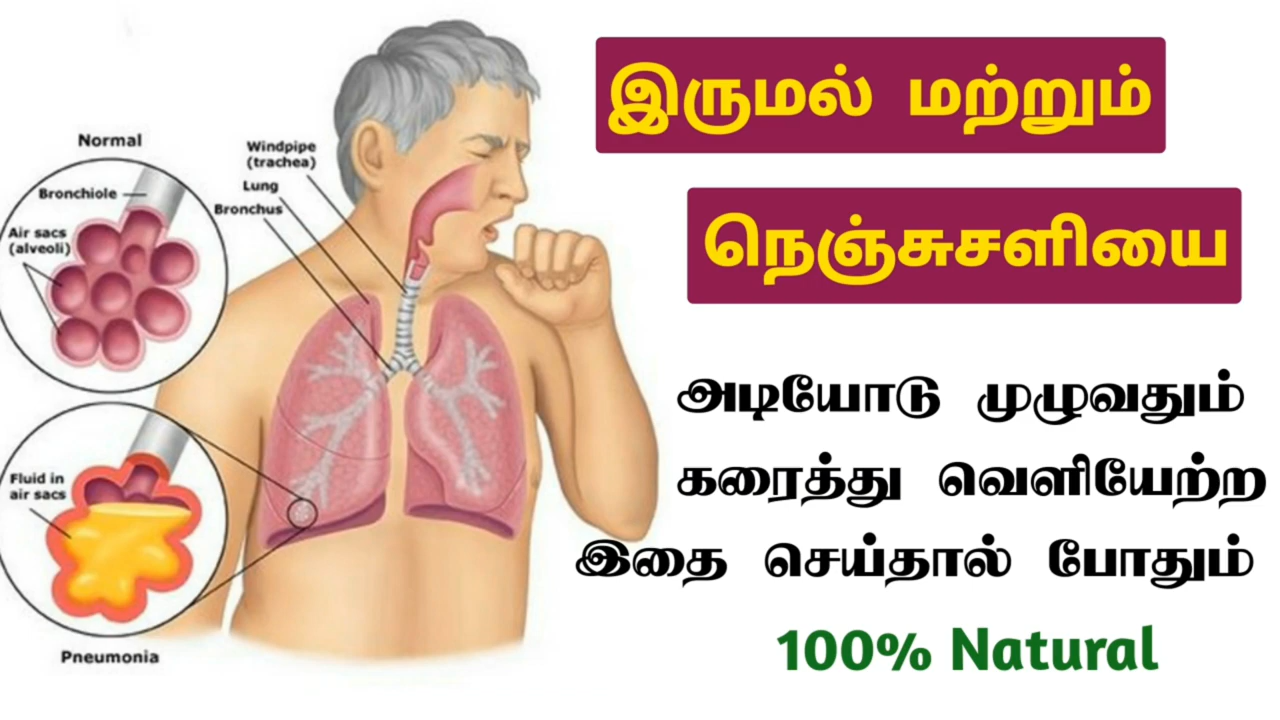 இருமல் மற்றும்
நெஞ்சுசளியை
அடியோடு முழுவதும்
கரைத்து வெளியேற்ற
இதை செய்தால் போதும்
100% Natural
Normal
Bronchiole
Air sacs
(alveoli)
Windpipe
(trachea)
Lung
Bronchus
Fluid in
air sacs
Pneumonia